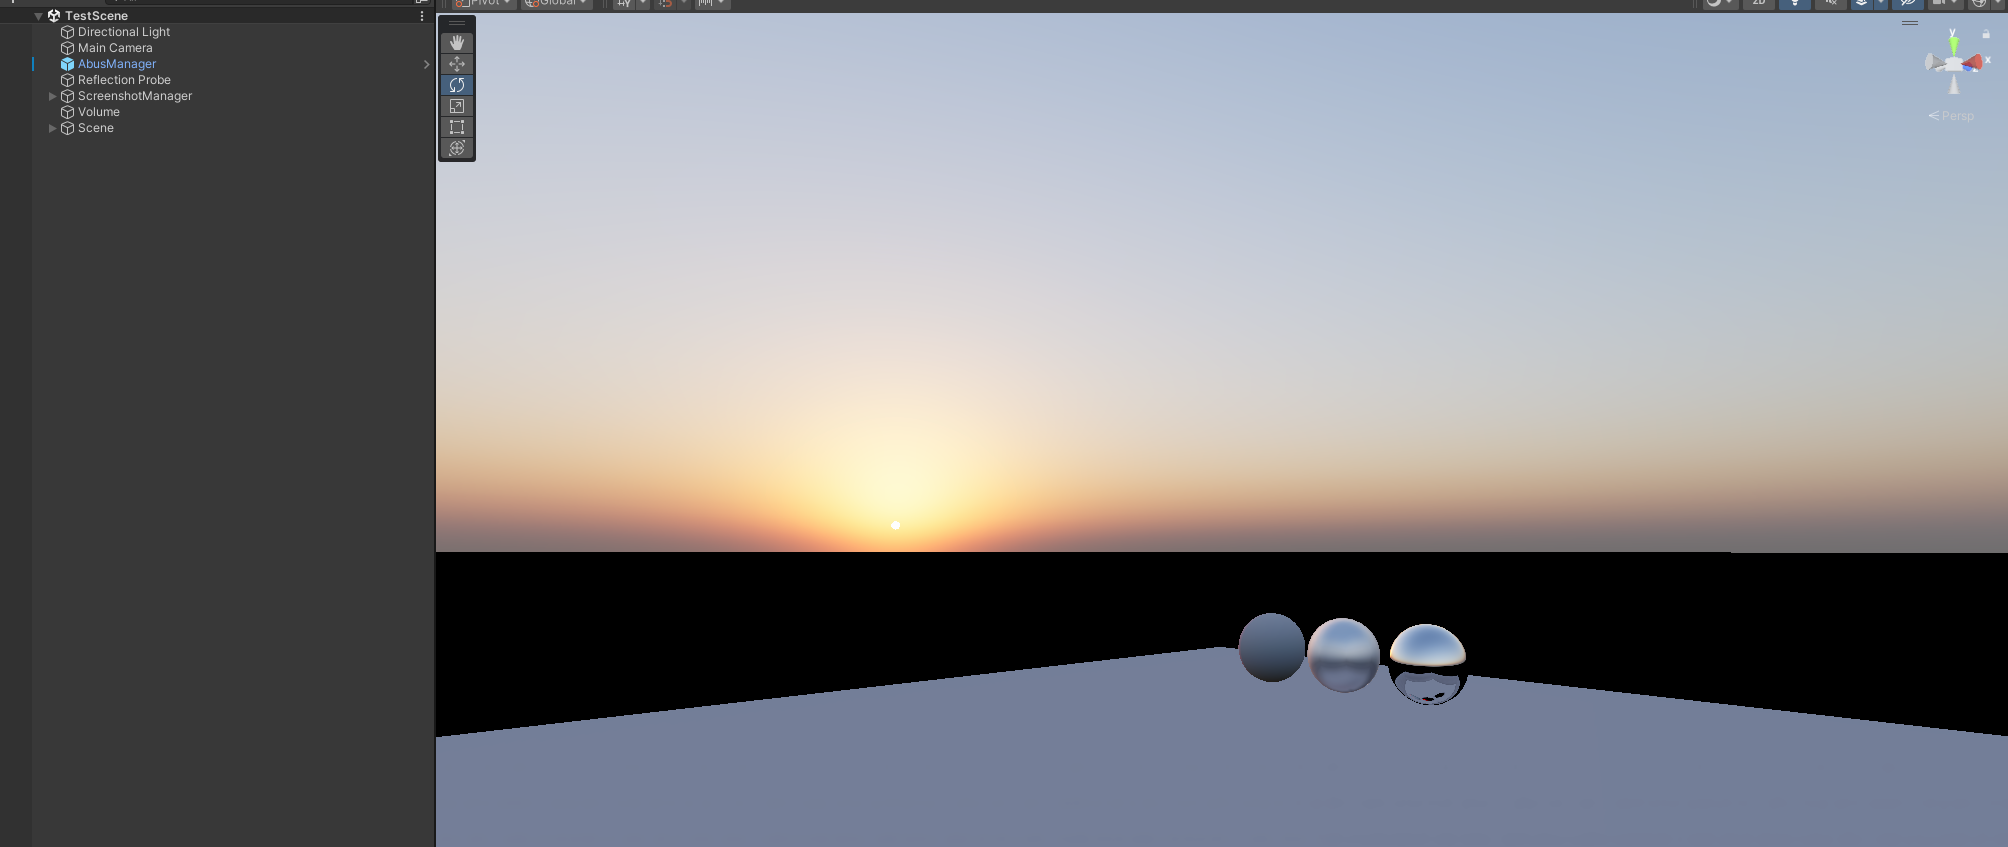 Pivot
Global
2D
TestScene
Directional Light
Main Camera
AbusManager
Reflection Probe
ScreenshotManager
Volume
Scene
y
x
Persp